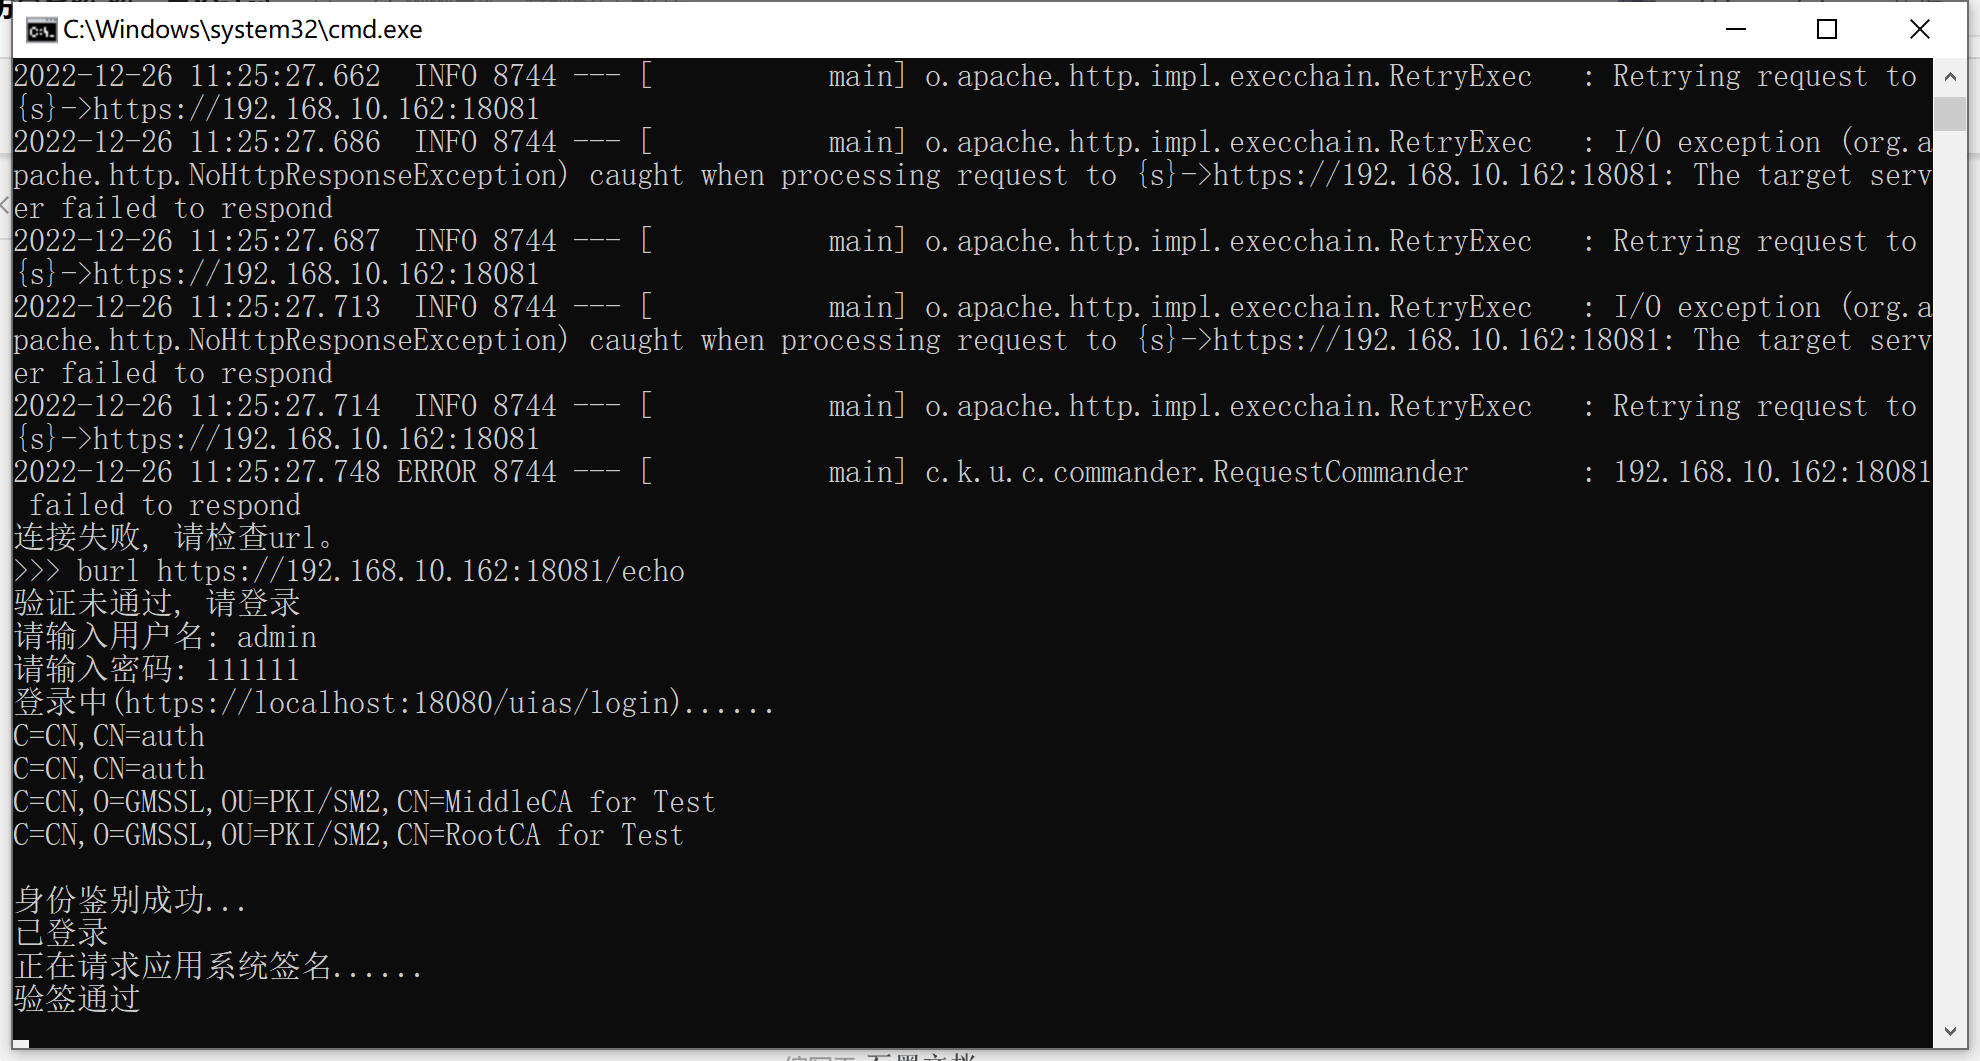 C:\Windows\system32\cmd.exe
2022-12-26 11:25:27.662  INFO 8744 --- [           main] o.apache.http.impl.execchain.RetryExec   : Retrying request to
{s}->https://192.168.10.162:18081
2022-12-26 11:25:27.686  INFO 8744 --- [           main] o.apache.http.impl.execchain.RetryExec   : I/O exception (org.a
pache.http.NoHttpResponseException) caught when processing request to {s}->https://192.168.10.162:18081: The target serv
er failed to respond
2022-12-26 11:25:27.687  INFO 8744 --- [           main] o.apache.http.impl.execchain.RetryExec   : Retrying request to
{s}->https://192.168.10.162:18081
2022-12-26 11:25:27.713  INFO 8744 --- [           main] o.apache.http.impl.execchain.RetryExec   : I/O exception (org.a
pache.http.NoHttpResponseException) caught when processing request to {s}->https://192.168.10.162:18081: The target serv
er failed to respond
2022-12-26 11:25:27.714  INFO 8744 --- [           main] o.apache.http.impl.execchain.RetryExec   : Retrying request to
{s}->https://192.168.10.162:18081
2022-12-26 11:25:27.748 ERROR 8744 --- [           main] c.k.u.c.commander.RequestCommander       : 192.168.10.162:18081
 failed to respond
连接失败, 请检查url。
>>> burl https://192.168.10.162:18081/echo
验证未通过, 请登录
请输入用户名: admin
请输入密码: 111111
登录中(https://localhost:18080/uias/login)......
C=CN,CN=auth
C=CN,CN=auth
C=CN,O=GMSSL,OU=PKI/SM2,CN=MiddleCA for Test
C=CN,O=GMSSL,OU=PKI/SM2,CN=RootCA for Test
身份鉴别成功...
已登录
正在请求应用系统签名......
验签通过